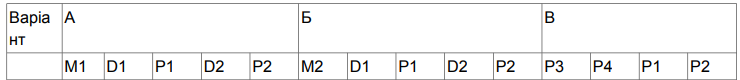 Варіа А Б В
нт
М1 D1 Р1 D2 Р2 М2 D1 Р1 D2 Р2 Р3 Р4 Р1 Р2